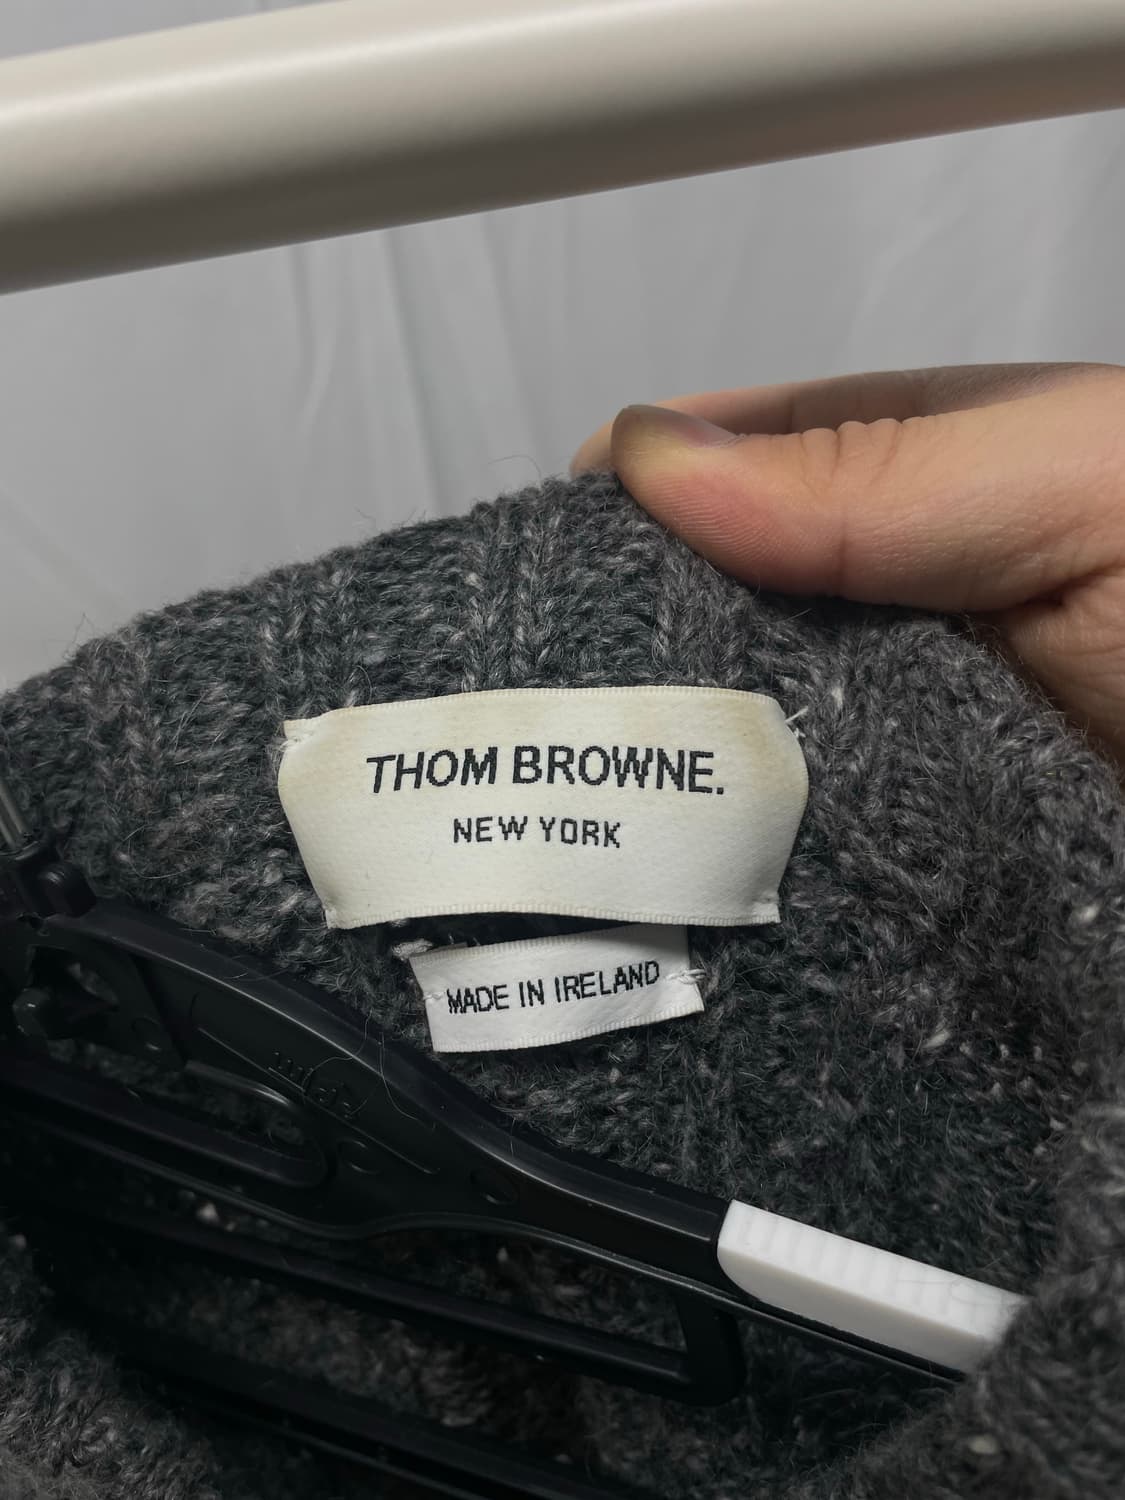 THOM BROWNE.
NEW YORK
MADE IN IRELAND